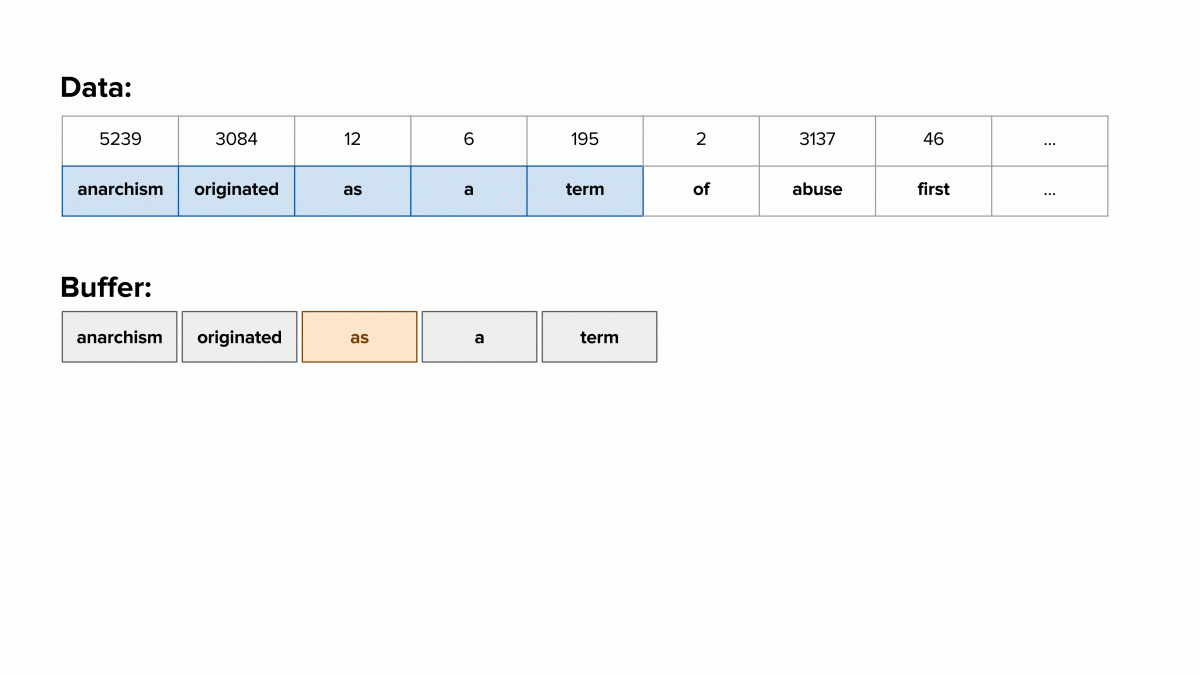 Data:
5239 3084 12 6 195 2 3137 46 ...
anarchism originated as a term of abuse first ...
Buffer:
anarchism originated as a term